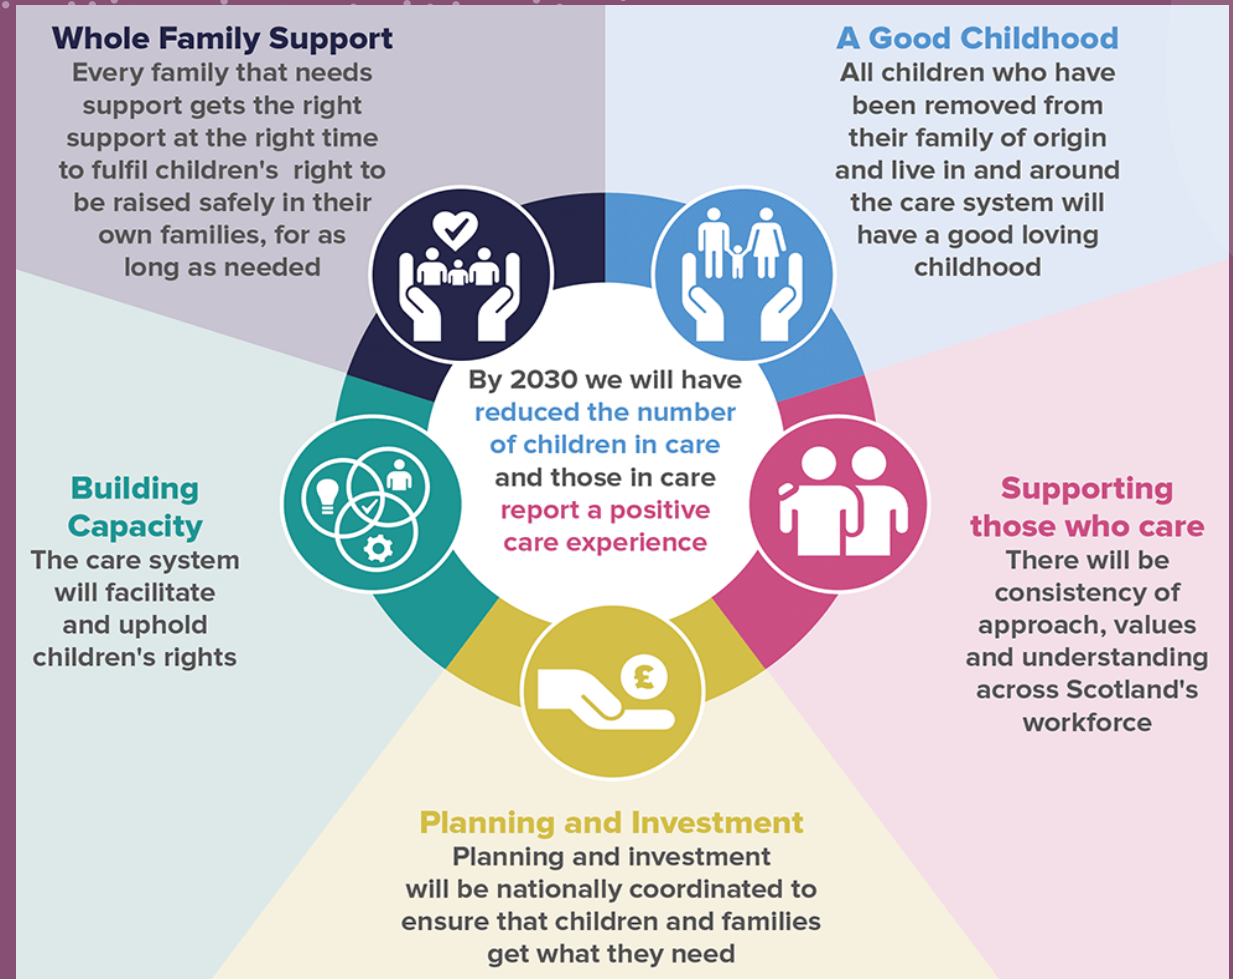 Whole Family Support
Every family that needs
support gets the right
support at the right time
to fulfil children's right to
be raised safely in their
own families, for as
long as needed
A Good Childhood
All children who have
been removed from
their family of origin
and live in and around
the care system will
have a good loving
childhood
By 2030 we will have
reduced the number
of children in care
and those in care
report a positive
care experience
Building
Capacity
The care system
will facilitate
and uphold
children's rights
Supporting
those who care
There will be
consistency of
approach, values
and understanding
across Scotland's
workforce
£
Planning and Investment
Planning and investment
will be nationally coordinated to
ensure that children and families
get what they need